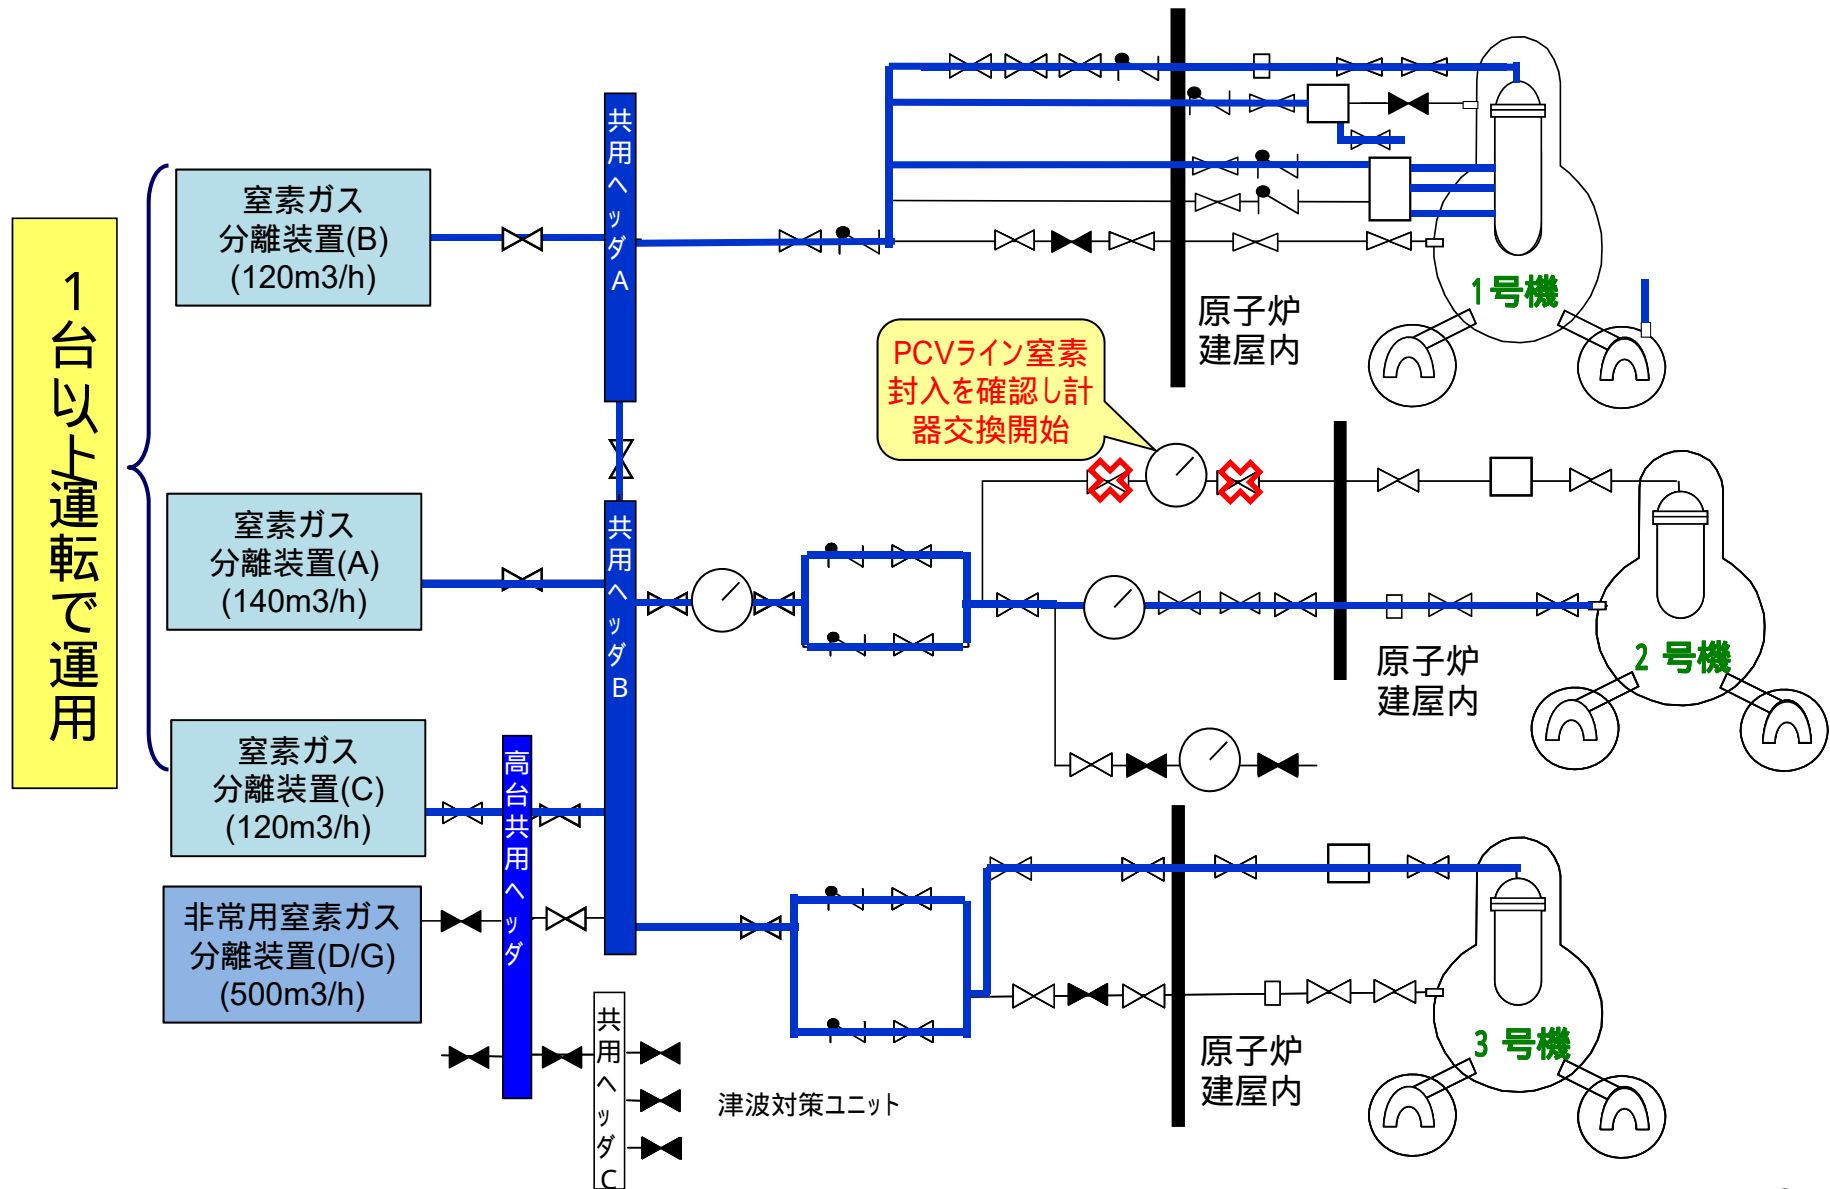 1台以上運転で運用
窒素ガス
分離装置(B)
(120m3/h)
窒素ガス
分離装置(A)
(140m3/h)
窒素ガス
分離装置(C)
(120m3/h)
非常用窒素ガス
分離装置(D/G)
(500m3/h)
高台共用ヘッダ
共用ヘッダA
共用ヘッダB
共用ヘッダC
津波対策ユニット
PCVライン窒素
封入を確認し計
器交換開始
原子炉
建屋内
1号機
原子炉
建屋内
2 号機
原子炉
建屋内
3 号機